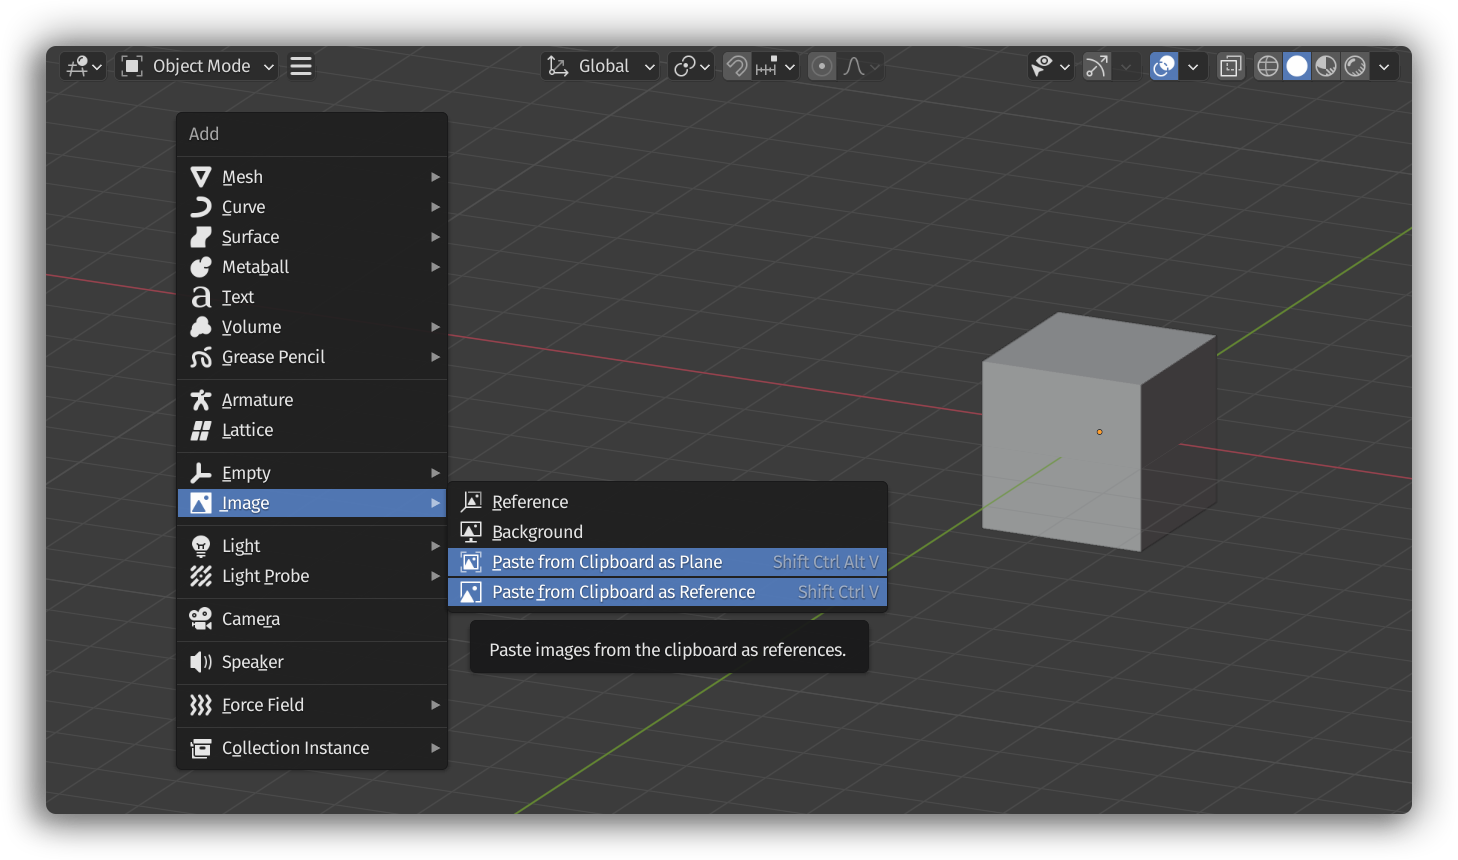 Object Mode
Global
Add
Mesh
Curve
Surface
Metaball
Text
Volume
Grease Pencil
Armature
Lattice
Empty
Image
Light
Light Probe
Camera
Speaker
Force Field
Collection Instance
Reference
Background
Paste from Clipboard as Plane Shift Ctrl Alt V
Paste from Clipboard as Reference Shift Ctrl V
Paste images from the clipboard as references.